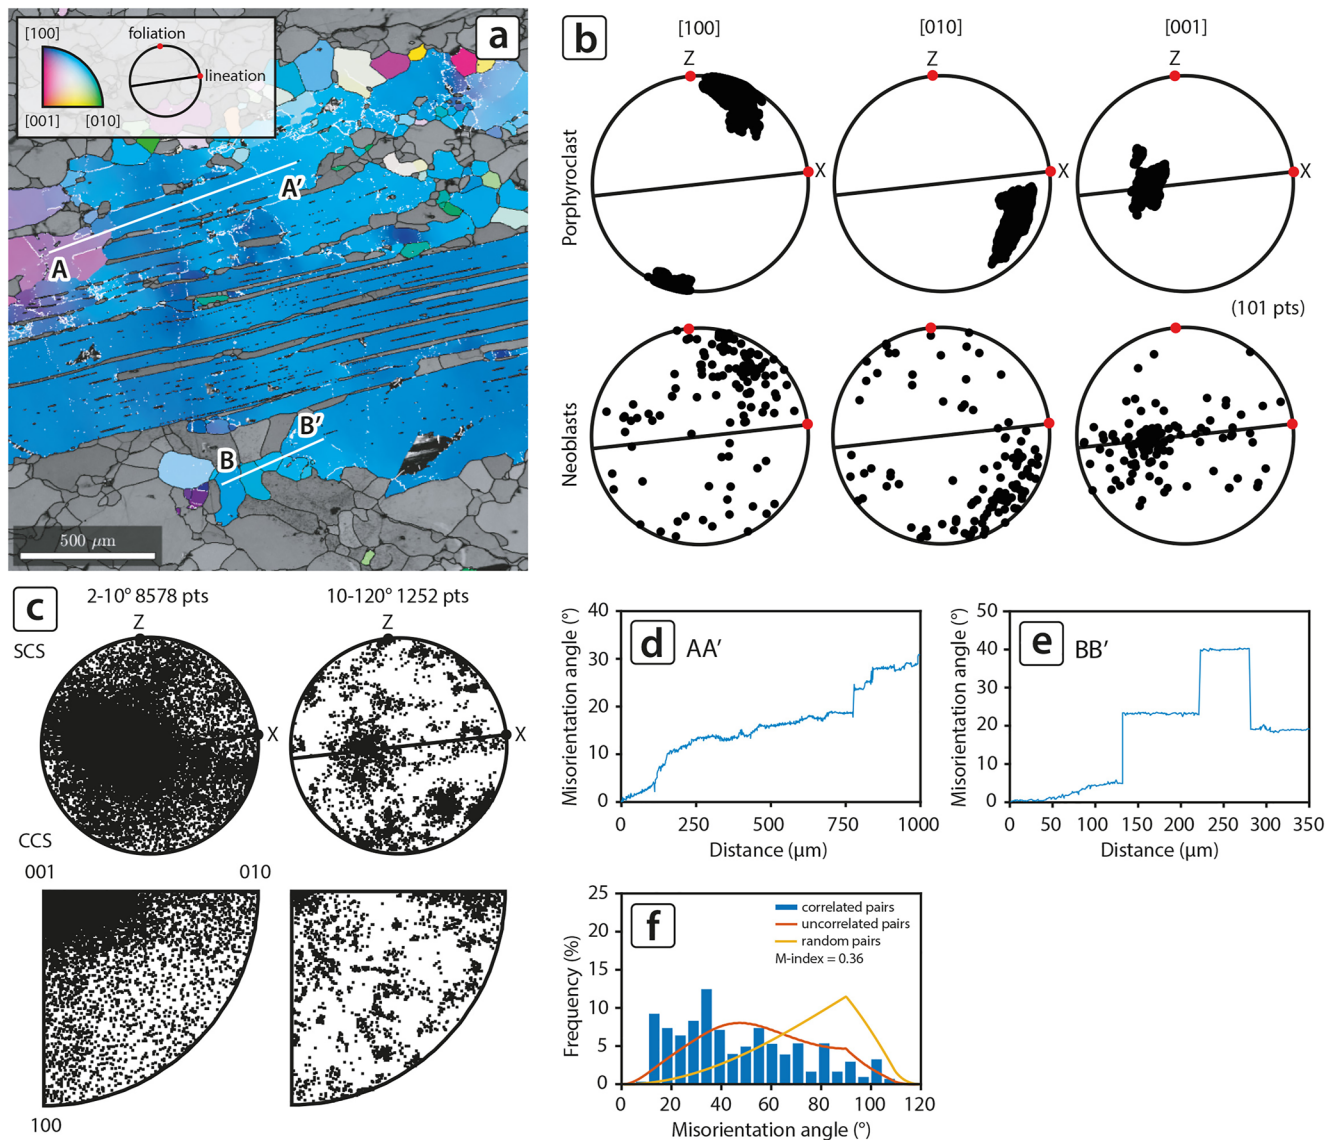 a
[100]
foliation
lineation
[001]
[010]
A
A′
B
B′
500 µm
b
[100]
[010]
[001]
Z
Z
Z
Porphyroclast
X
X
X
(101 pts)
Neoblasts
c
2-10° 8578 pts
10-120° 1252 pts
Z
Z
SCS
X
X
CCS
001
010
100
d
AA′
Misorientation angle (°)
40
30
20
10
0
0
250
500
750
1000
Distance (µm)
e
BB′
Misorientation angle (°)
50
40
30
20
10
0
0
50
100
150
200
250
300
350
Distance (µm)
f
correlated pairs
uncorrelated pairs
random pairs
M-index = 0.36
Frequency (%)
25
20
15
10
5
0
0
20
40
60
80
100
120
Misorientation angle (°)